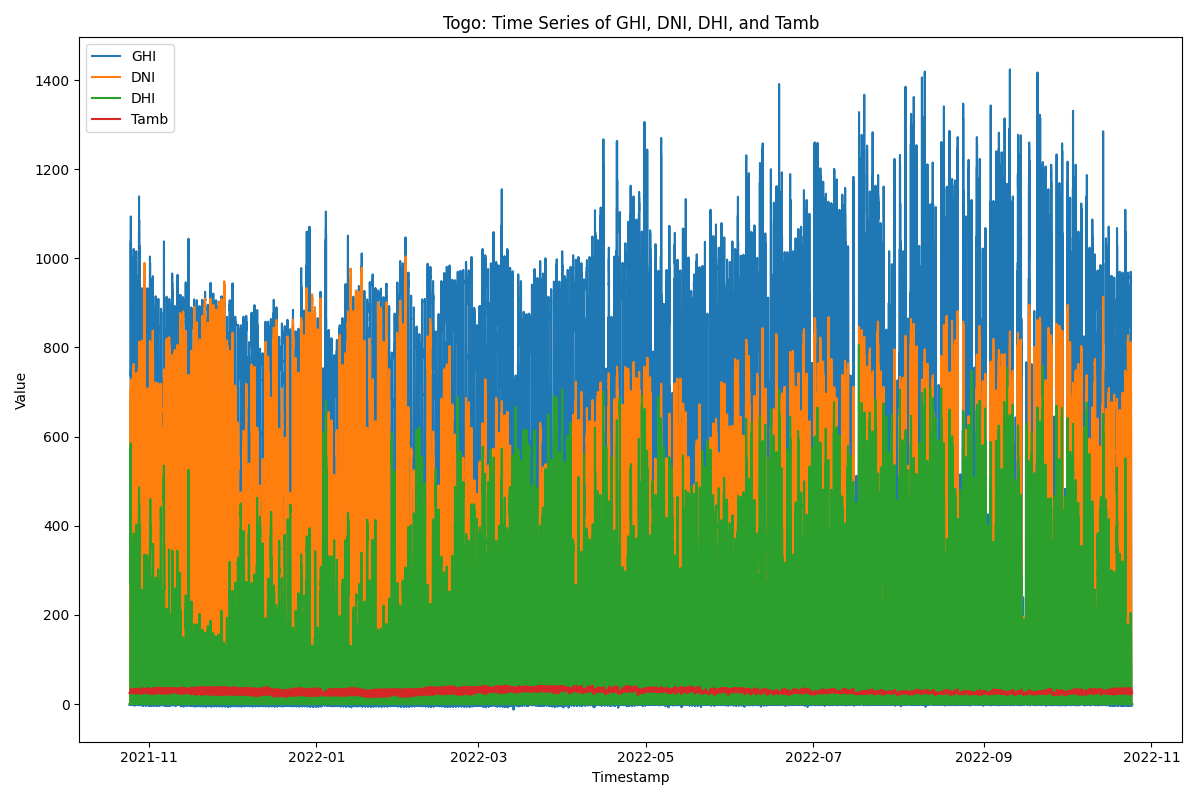 Togo: Time Series of GHI, DNI, DHI, and Tamb
GHI
DNI
DHI
Tamb
Value
1400
1200
1000
800
600
400
200
0
2021-11
2022-01
2022-03
2022-05
2022-07
2022-09
2022-11
Timestamp